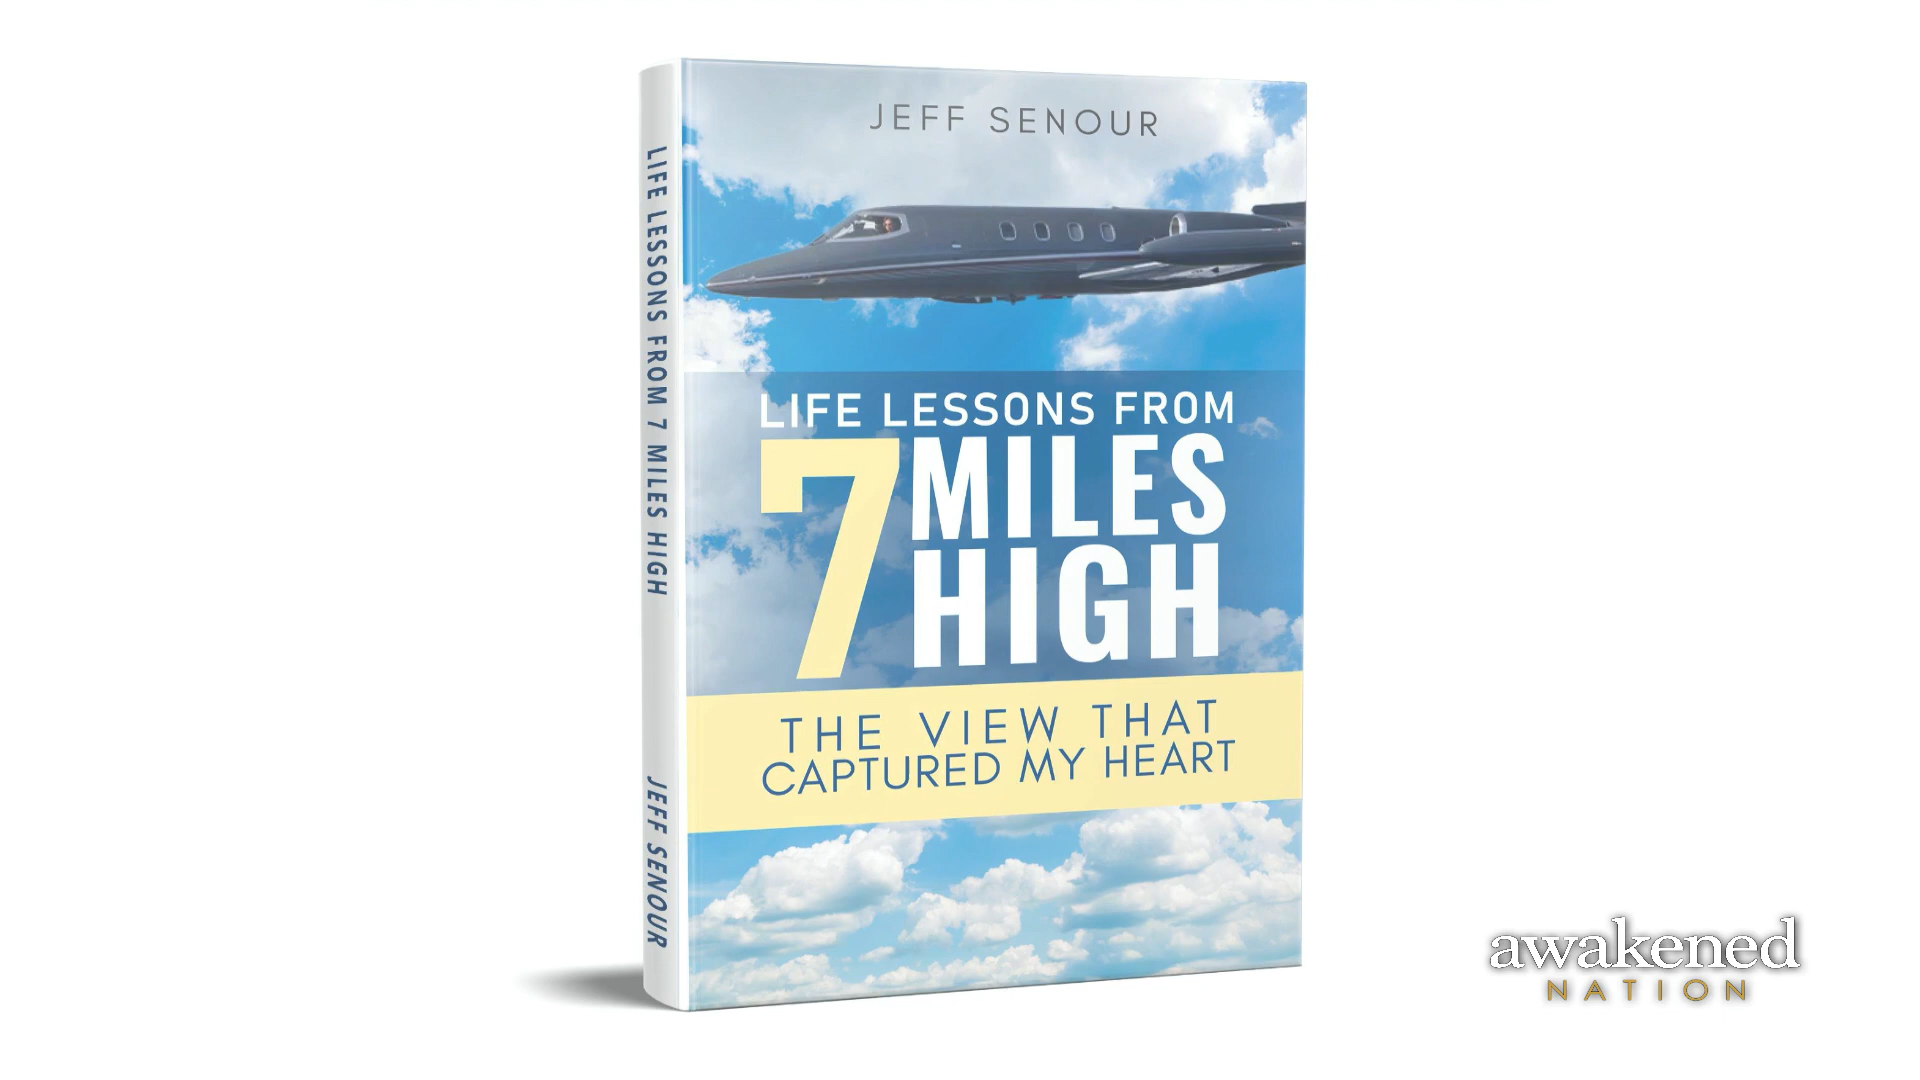 JEFF SENOUR
LIFE LESSONS FROM
7 MILES
HIGH
THE VIEW THAT
CAPTURED MY HEART
LIFE LESSONS FROM 7 MILES HIGH
JEFF SENOUR
awakened
NATION